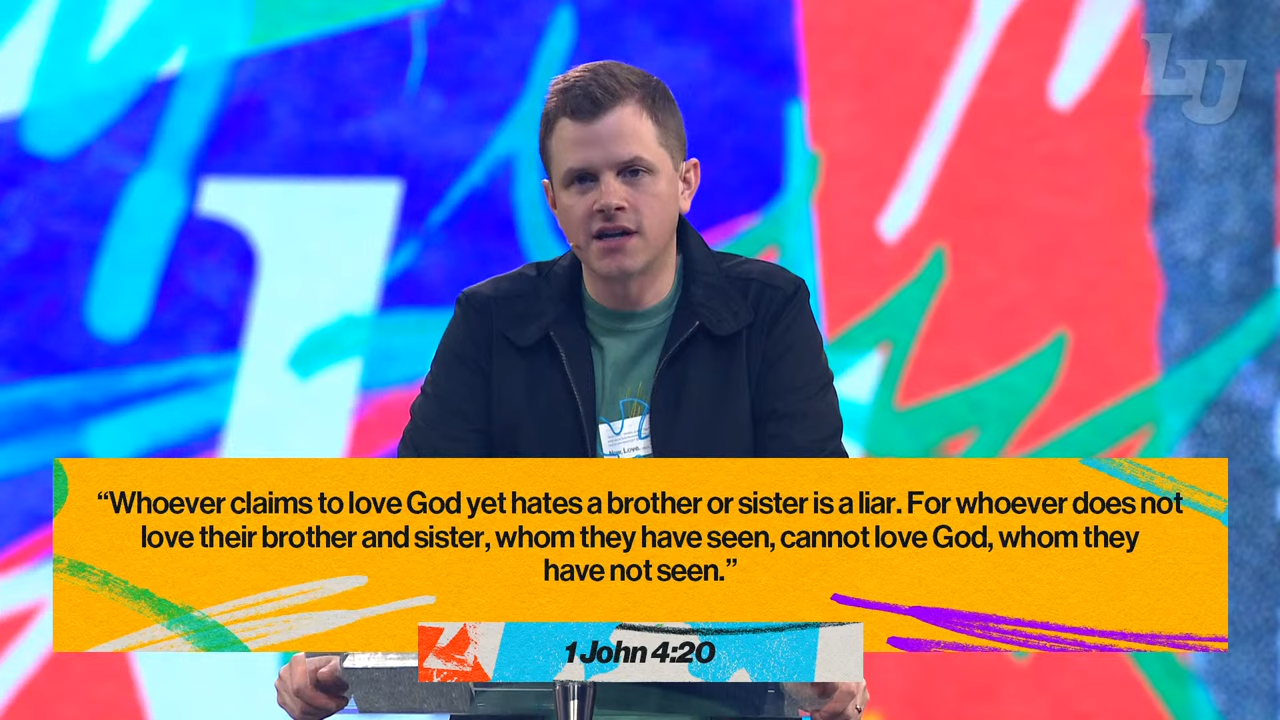 LU
Now, Love.
“Whoever claims to love God yet hates a brother or sister is a liar. For whoever does not
love their brother and sister, whom they have seen, cannot love God, whom they
have not seen.”
1 John 4:20